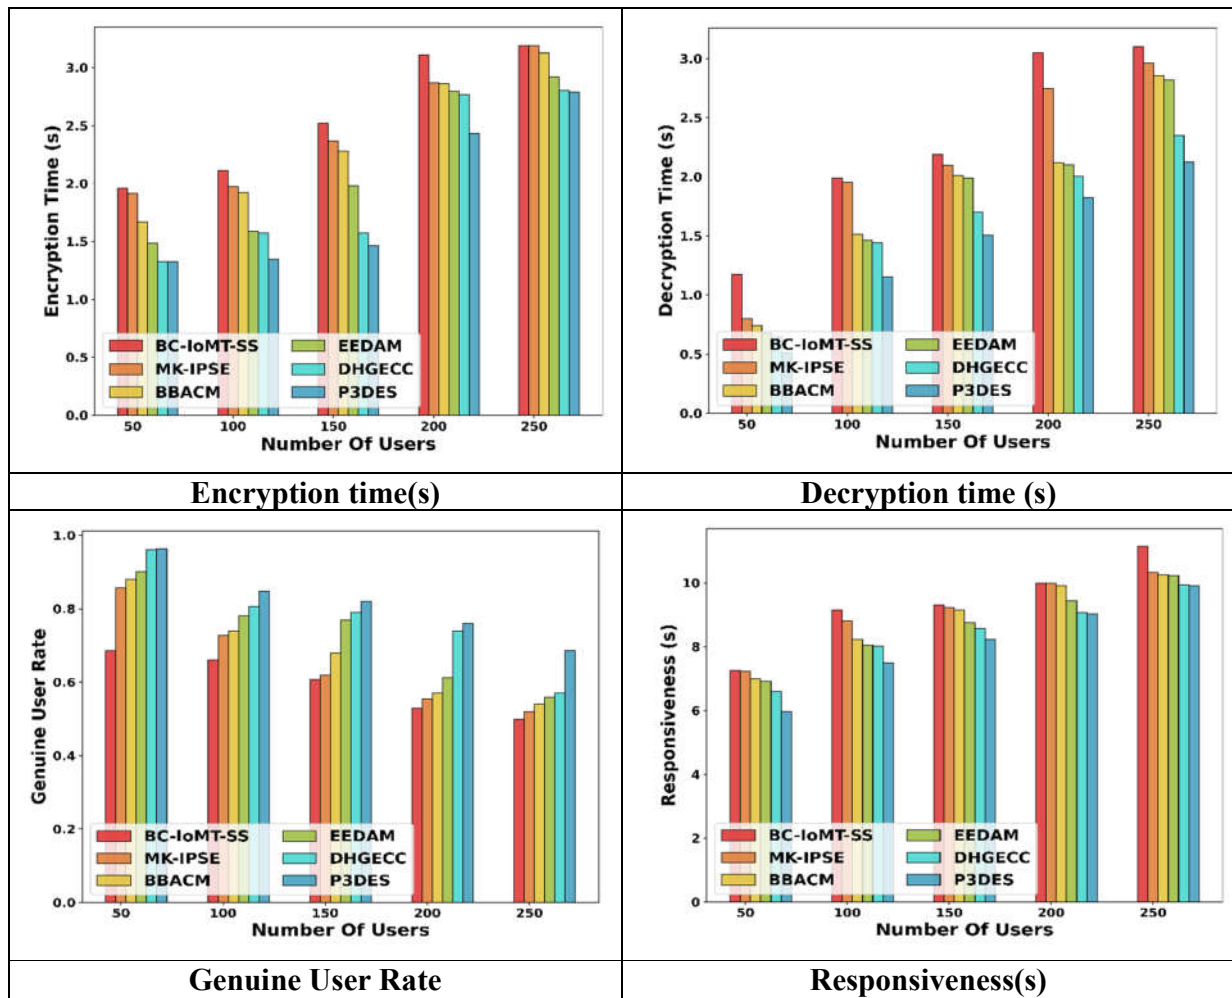 Encryption Time (s)
3.0
2.5
2.0
1.5
1.0
0.5
0.0
BC-IoMT-SS EEDAM
MK-IPSE DHGECC
BBACM P3DES
50 100 150 200 250
Number Of Users
Encryption time(s)
Decryption Time (s)
3.0
2.5
2.0
1.5
1.0
0.5
0.0
BC-IoMT-SS EEDAM
MK-IPSE DHGECC
BBACM P3DES
50 100 150 200 250
Number Of Users
Decryption time (s)
Genuine User Rate
1.0
0.8
0.6
0.4
0.2
0.0
BC-IoMT-SS EEDAM
MK-IPSE DHGECC
BBACM P3DES
50 100 150 200 250
Number Of Users
Genuine User Rate
Responsiveness (s)
10
8
6
4
2
0
BC-IoMT-SS EEDAM
MK-IPSE DHGECC
BBACM P3DES
50 100 150 200 250
Number Of Users
Responsiveness(s)